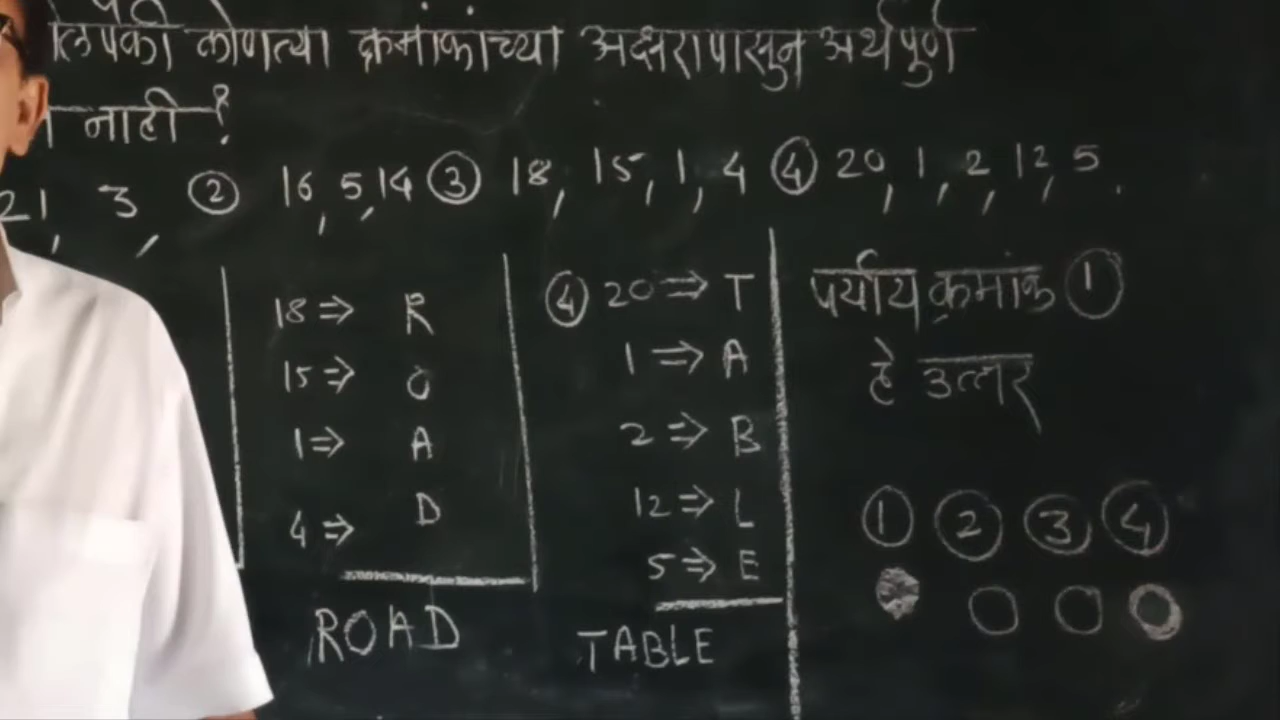 कोणत्या क्रमांकाच्या अक्षरापासुन अर्थपुर्ण
नाही ?
21, 3, ② 16, 5, 14 ③ 18, 15, 1, 4 ④ 20, 1, 2, 12, 5.
18 ⇒ R
15 ⇒ O
1 ⇒ A
4 ⇒ D
ROAD
④ 20 ⇒ T
1 ⇒ A
2 ⇒ B
12 ⇒ L
5 ⇒ E
TABLE
पर्याय क्रमांक ①
हे उत्तर
① ② ③ ④